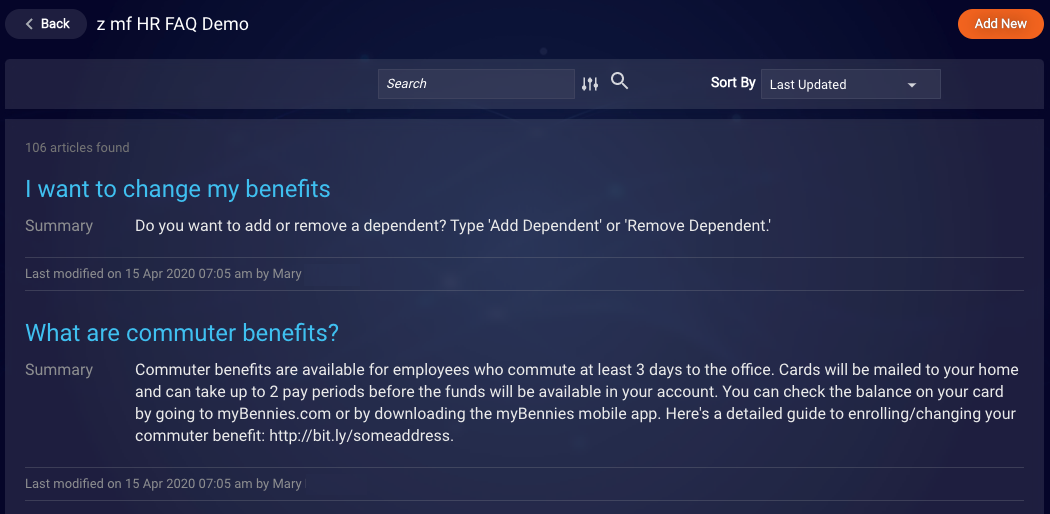 Back
z mf HR FAQ Demo
Add New
Search
Sort By
Last Updated
106 articles found
I want to change my benefits
Summary
Do you want to add or remove a dependent? Type 'Add Dependent' or 'Remove Dependent.'
Last modified on 15 Apr 2020 07:05 am by Mary
What are commuter benefits?
Summary
Commuter benefits are available for employees who commute at least 3 days to the office. Cards will be mailed to your home
and can take up to 2 pay periods before the funds will be available in your account. You can check the balance on your card
by going to myBennies.com or by downloading the myBennies mobile app. Here's a detailed guide to enrolling/changing your
commuter benefit: http://bit.ly/someaddress.
Last modified on 15 Apr 2020 07:05 am by Mary